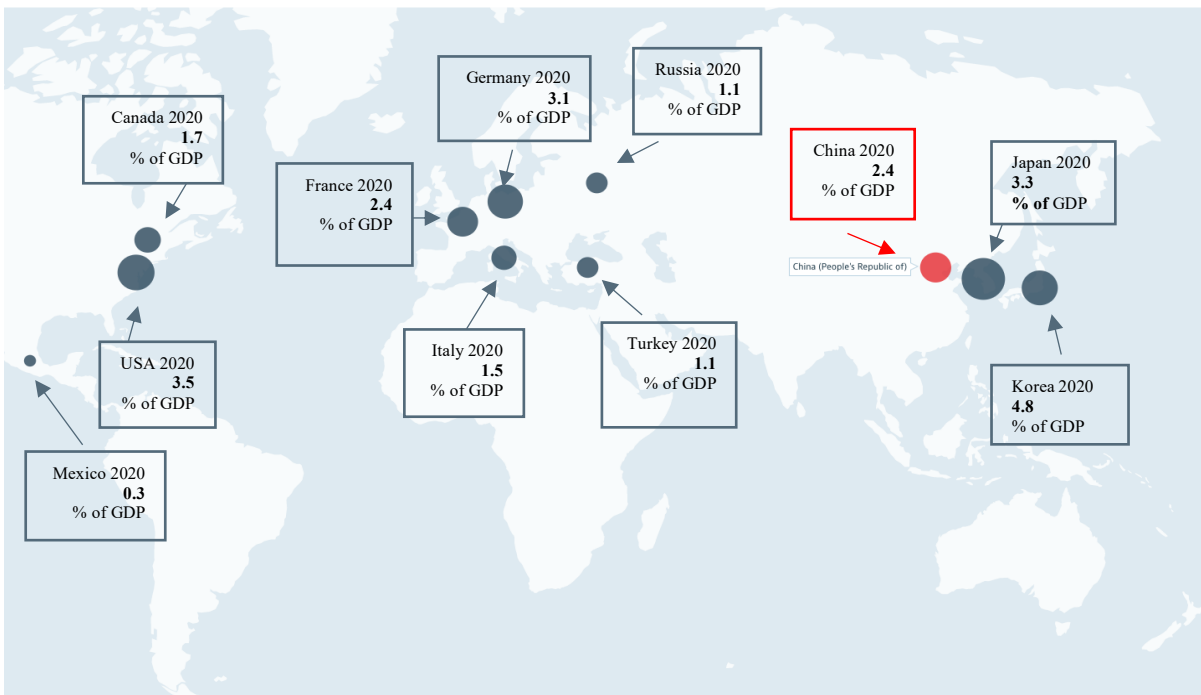 Canada 2020
1.7
% of GDP
Germany 2020
3.1
% of GDP
Russia 2020
1.1
% of GDP
France 2020
2.4
% of GDP
China 2020
2.4
% of GDP
Japan 2020
3.3
% of GDP
China (People's Republic of)
USA 2020
3.5
% of GDP
Italy 2020
1.5
% of GDP
Turkey 2020
1.1
% of GDP
Korea 2020
4.8
% of GDP
Mexico 2020
0.3
% of GDP